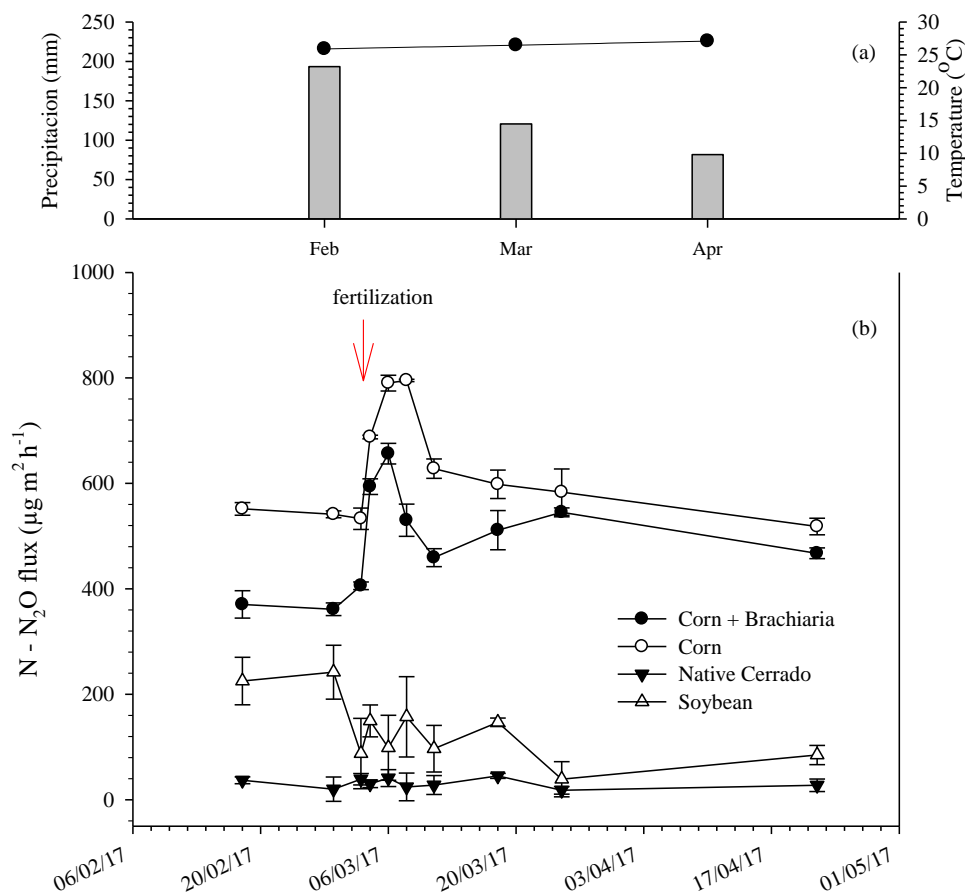 250
200
150
100
50
0
Precipitacion (mm)
30
25
20
15
10
5
0
Temperature (°C)
(a)
Feb Mar Apr
1000
800
600
400
200
0
N - N₂O flux (µg m² h⁻¹)
fertilization
(b)
Corn + Brachiaria
Corn
Native Cerrado
Soybean
06/02/17 20/02/17 06/03/17 20/03/17 03/04/17 17/04/17 01/05/17